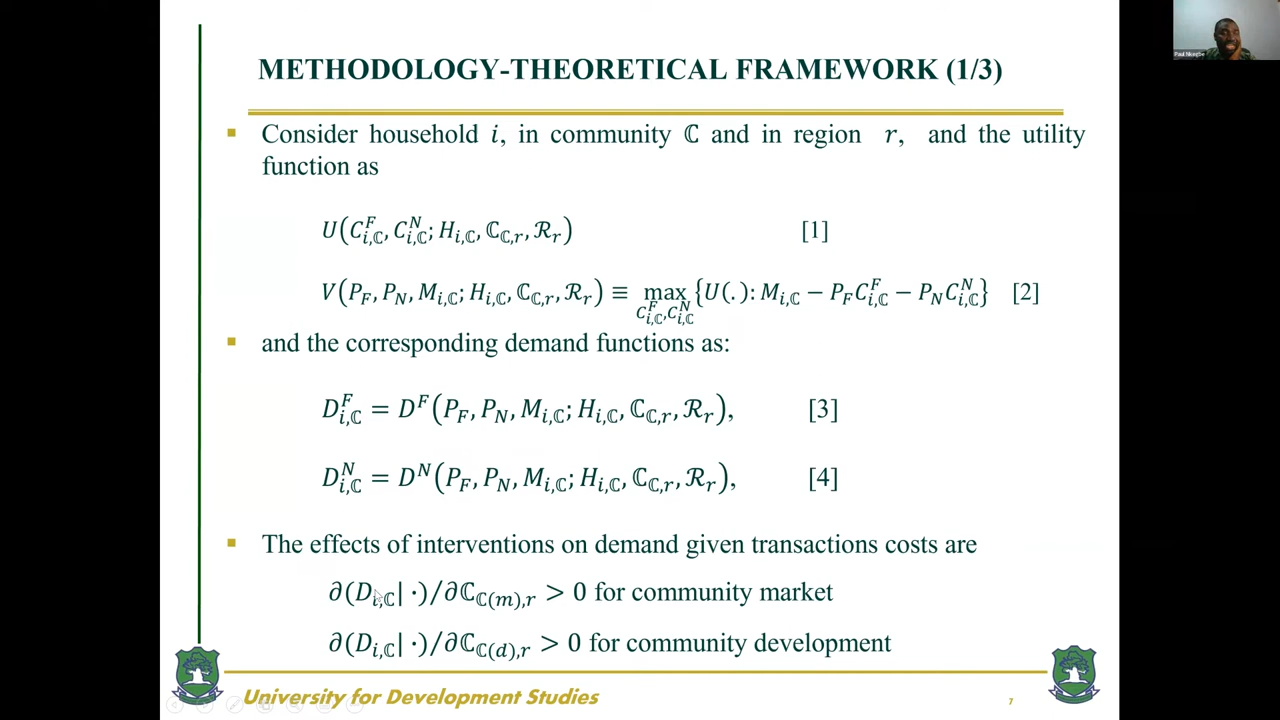 METHODOLOGY-THEORETICAL FRAMEWORK (1/3)
▪ Consider household 𝑖, in community ℂ and in region 𝑟, and the utility
function as
𝑈(𝐶^𝐹_{𝑖,ℂ}, 𝐶^𝑁_{𝑖,ℂ}; 𝐻_{𝑖,ℂ}, ℂ_{ℂ,𝑟}, ℛ_𝑟) [1]
𝑉(𝑃_𝐹, 𝑃_𝑁, 𝑀_{𝑖,ℂ}; 𝐻_{𝑖,ℂ}, ℂ_{ℂ,𝑟}, ℛ_𝑟) ≡ max_{𝐶^𝐹_{𝑖,ℂ}, 𝐶^𝑁_{𝑖,ℂ}} {𝑈(.): 𝑀_{𝑖,ℂ} − 𝑃_𝐹𝐶^𝐹_{𝑖,ℂ} − 𝑃_𝑁𝐶^𝑁_{𝑖,ℂ}} [2]
▪ and the corresponding demand functions as:
𝐷^𝐹_{𝑖,ℂ} = 𝐷^𝐹(𝑃_𝐹, 𝑃_𝑁, 𝑀_{𝑖,ℂ}; 𝐻_{𝑖,ℂ}, ℂ_{ℂ,𝑟}, ℛ_𝑟), [3]
𝐷^𝑁_{𝑖,ℂ} = 𝐷^𝑁(𝑃_𝐹, 𝑃_𝑁, 𝑀_{𝑖,ℂ}; 𝐻_{𝑖,ℂ}, ℂ_{ℂ,𝑟}, ℛ_𝑟), [4]
▪ The effects of interventions on demand given transactions costs are
𝜕(𝐷_{𝑖,ℂ}| ∙)/𝜕ℂ_{ℂ(𝑚),𝑟} > 0 for community market
𝜕(𝐷_{𝑖,ℂ}| ∙)/𝜕ℂ_{ℂ(𝑑),𝑟} > 0 for community development
University for Development Studies
7